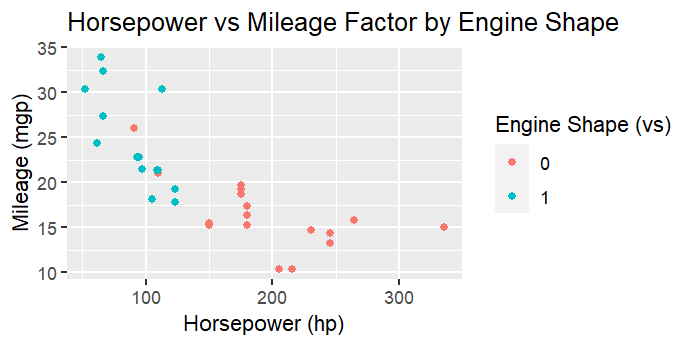 Horsepower vs Mileage Factor by Engine Shape
35
30
25
20
15
10
Mileage (mgp)
100 200 300
Horsepower (hp)
Engine Shape (vs)
0
1